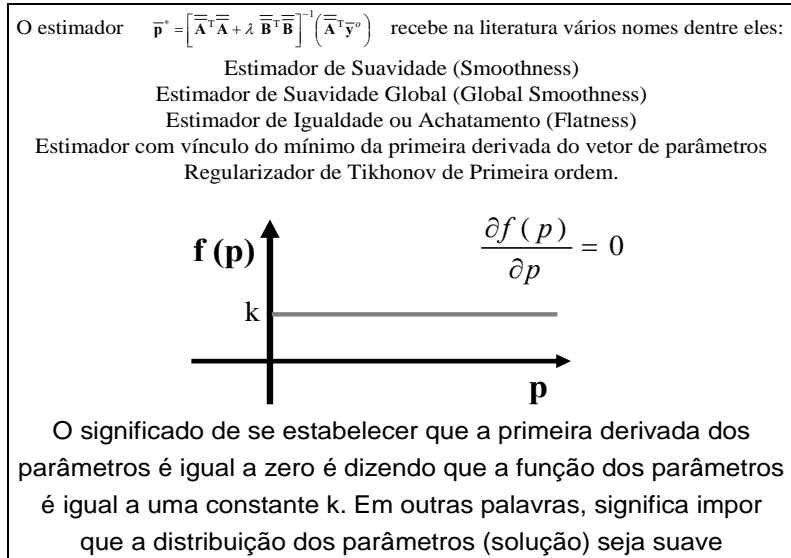 O estimador p̄* = [A̿ᵀA̿ + λ B̿ᵀB̿]⁻¹(A̿ᵀȳᵒ) recebe na literatura vários nomes dentre eles:
Estimador de Suavidade (Smoothness)
Estimador de Suavidade Global (Global Smoothness)
Estimador de Igualdade ou Achatamento (Flatness)
Estimador com vínculo do mínimo da primeira derivada do vetor de parâmetros
Regularizador de Tikhonov de Primeira ordem.
f (p)
∂f ( p ) / ∂p = 0
k
p
O significado de se estabelecer que a primeira derivada dos
parâmetros é igual a zero é dizendo que a função dos parâmetros
é igual a uma constante k. Em outras palavras, significa impor
que a distribuição dos parâmetros (solução) seja suave